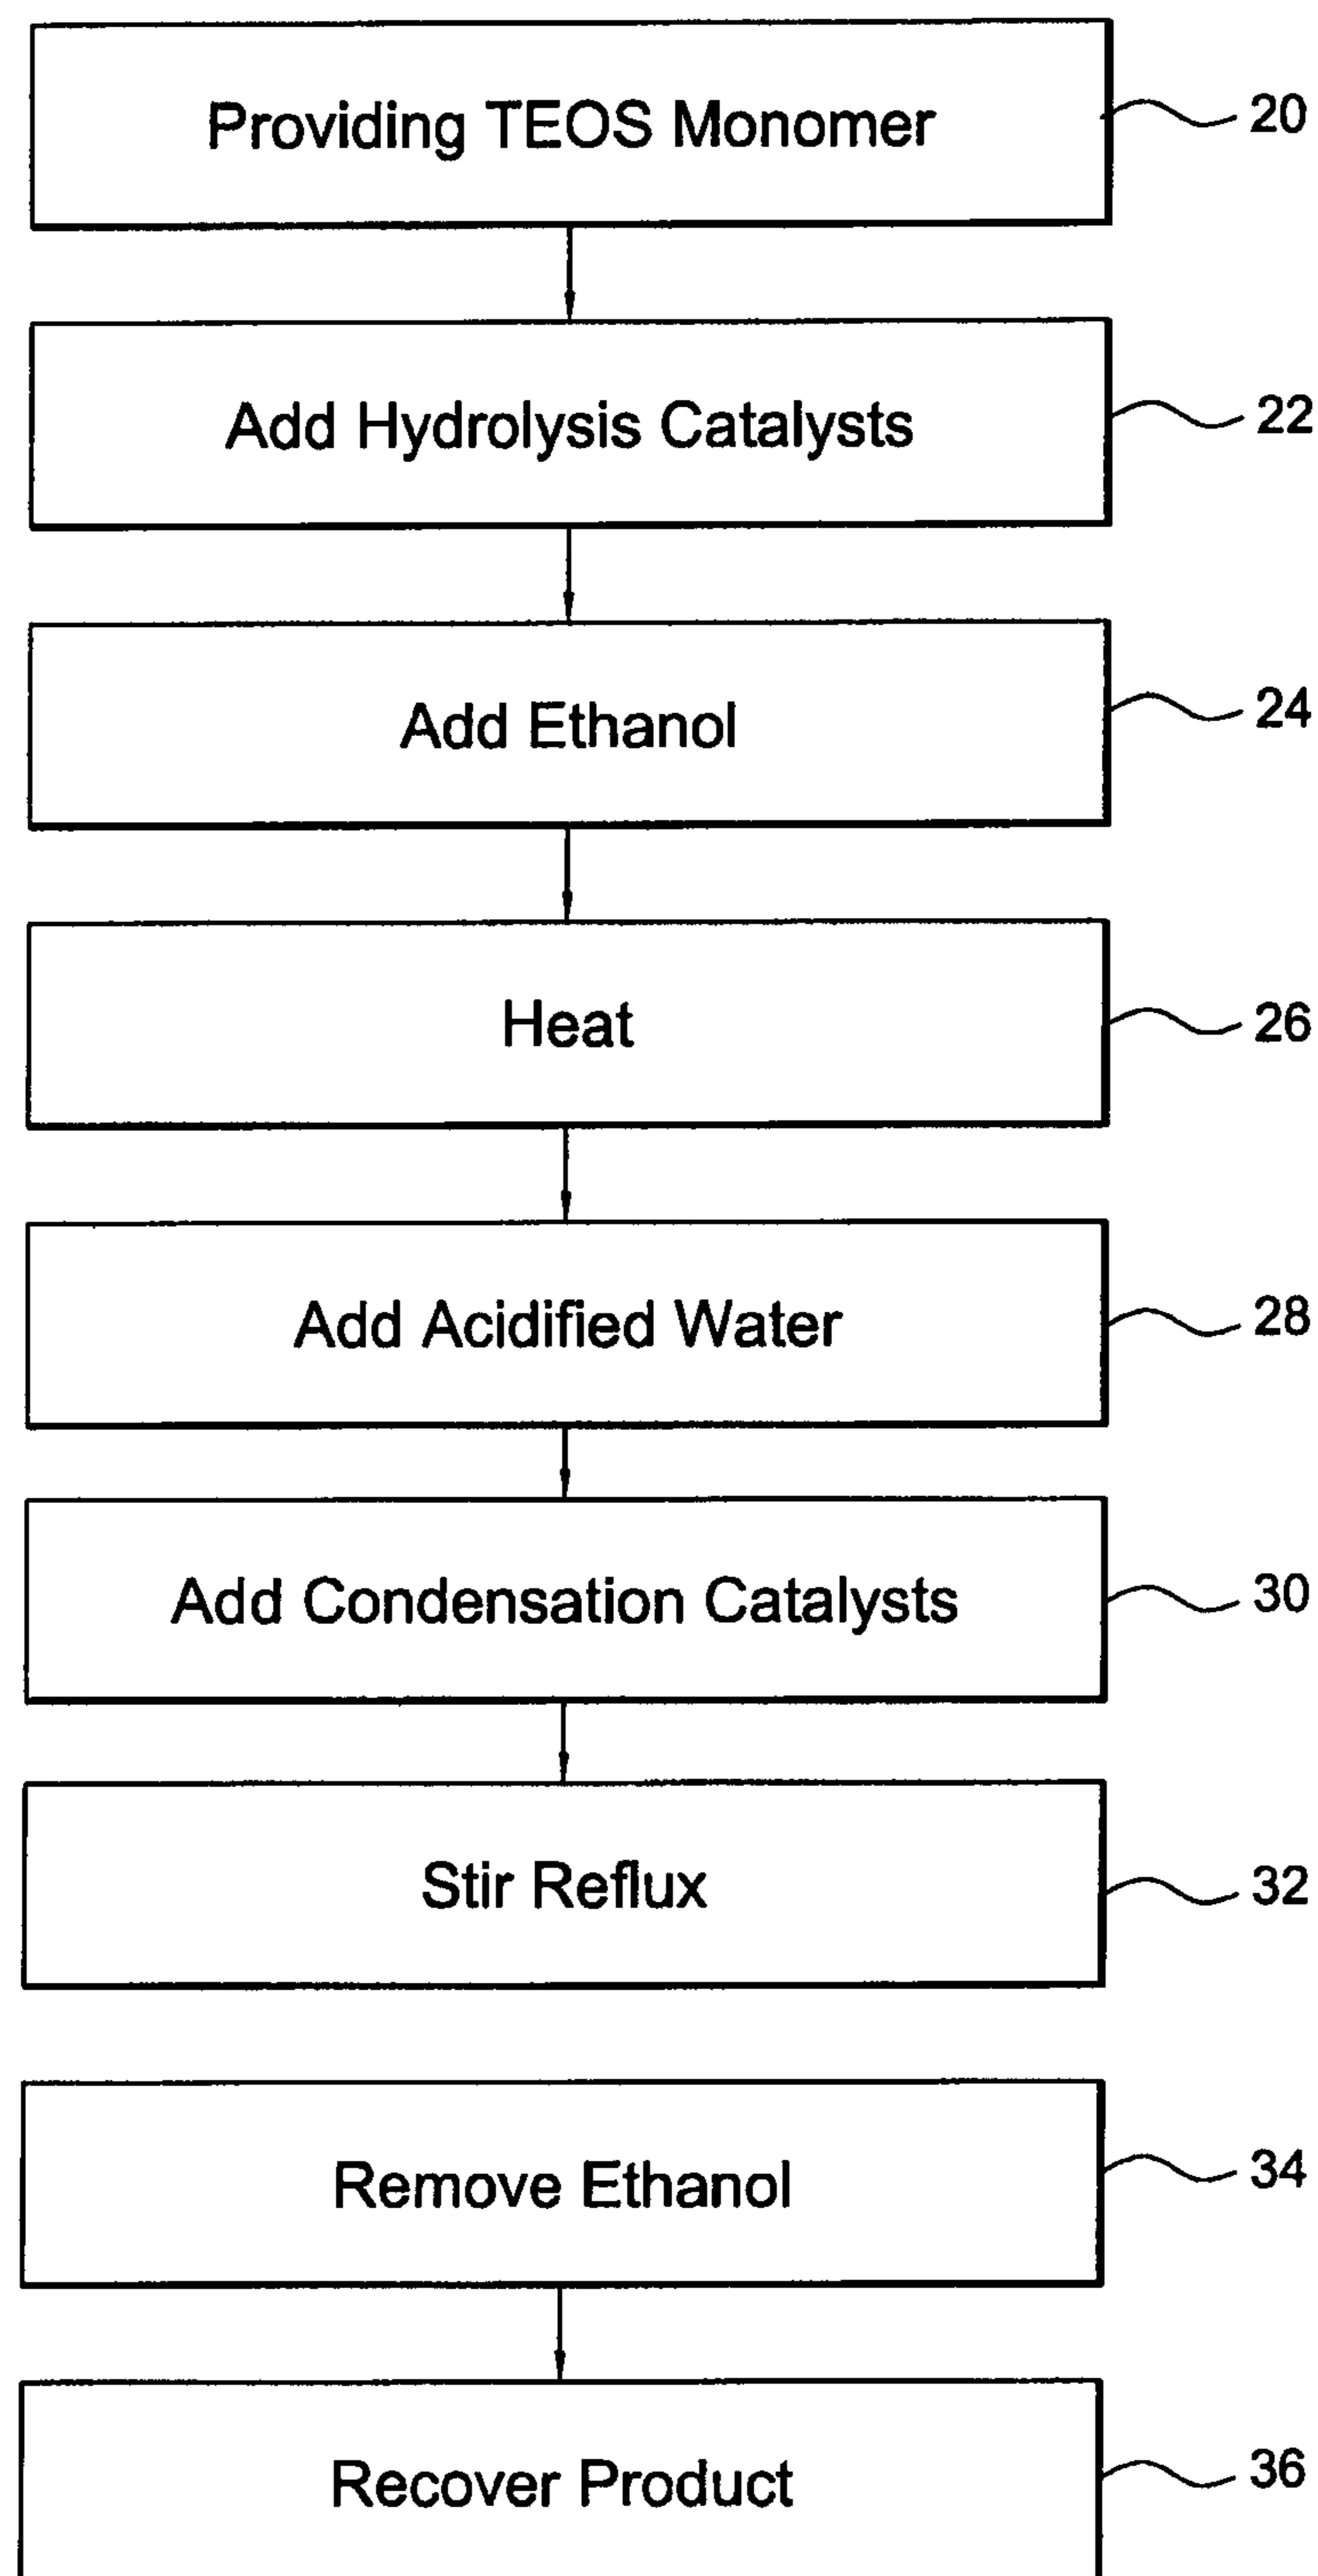 Providing TEOS Monomer 20
Add Hydrolysis Catalysts 22
Add Ethanol 24
Heat 26
Add Acidified Water 28
Add Condensation Catalysts 30
Stir Reflux 32
Remove Ethanol 34
Recover Product 36